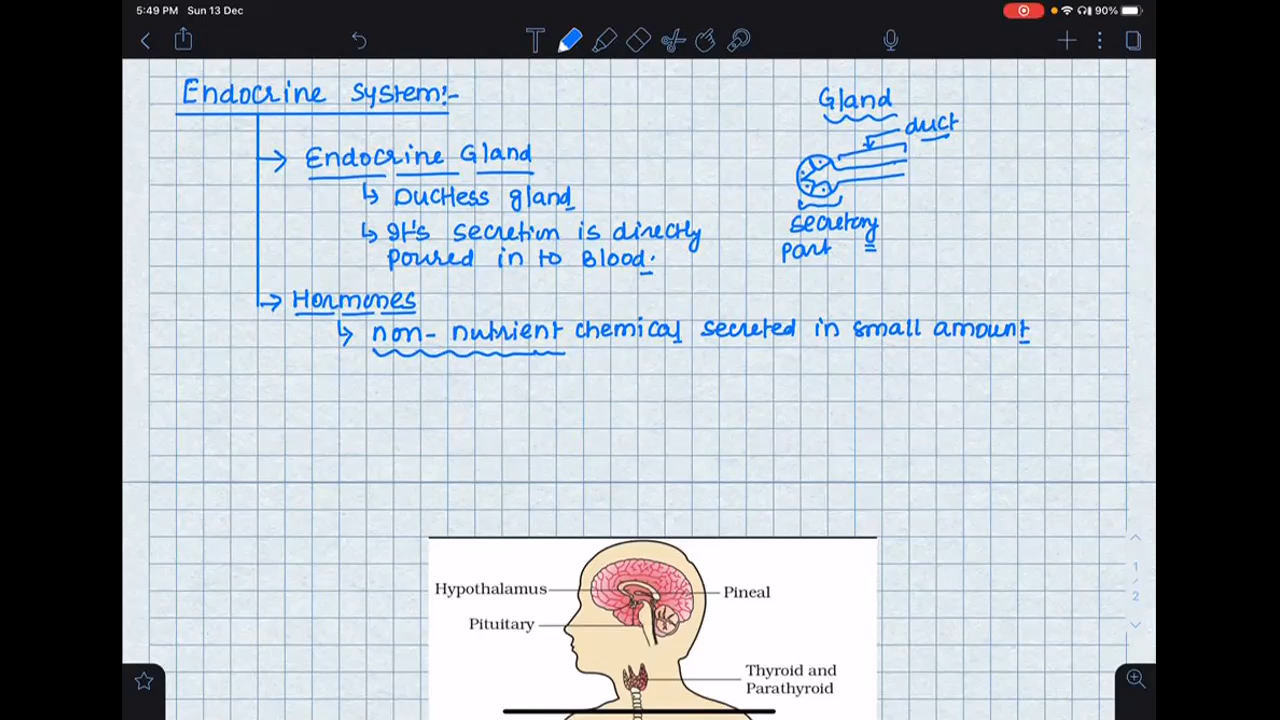 5:49 PM Sun 13 Dec
90%
Endocrine System:-
Gland
duct
Endocrine Gland
Ductless gland
secretory
part
It's secretion is directly
poured in to Blood.
Hormones
non-nutrient chemical secreted in small amount
1
/
2
Hypothalamus
Pineal
Pituitary
Thyroid and
Parathyroid